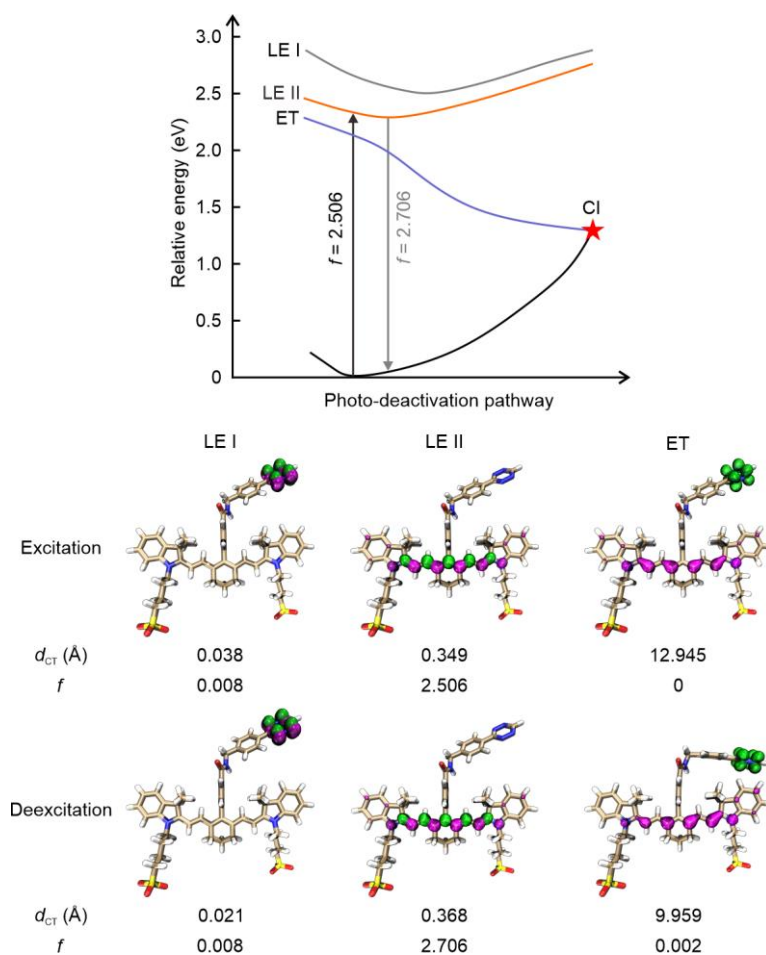 3.0
2.5
2.0
1.5
1.0
0.5
0
Relative energy (eV)
LE I
LE II
ET
f = 2.506
f = 2.706
CI
Photo-deactivation pathway
LE I LE II ET
Excitation
dCT (Å) 0.038 0.349 12.945
f 0.008 2.506 0
Deexcitation
dCT (Å) 0.021 0.368 9.959
f 0.008 2.706 0.002